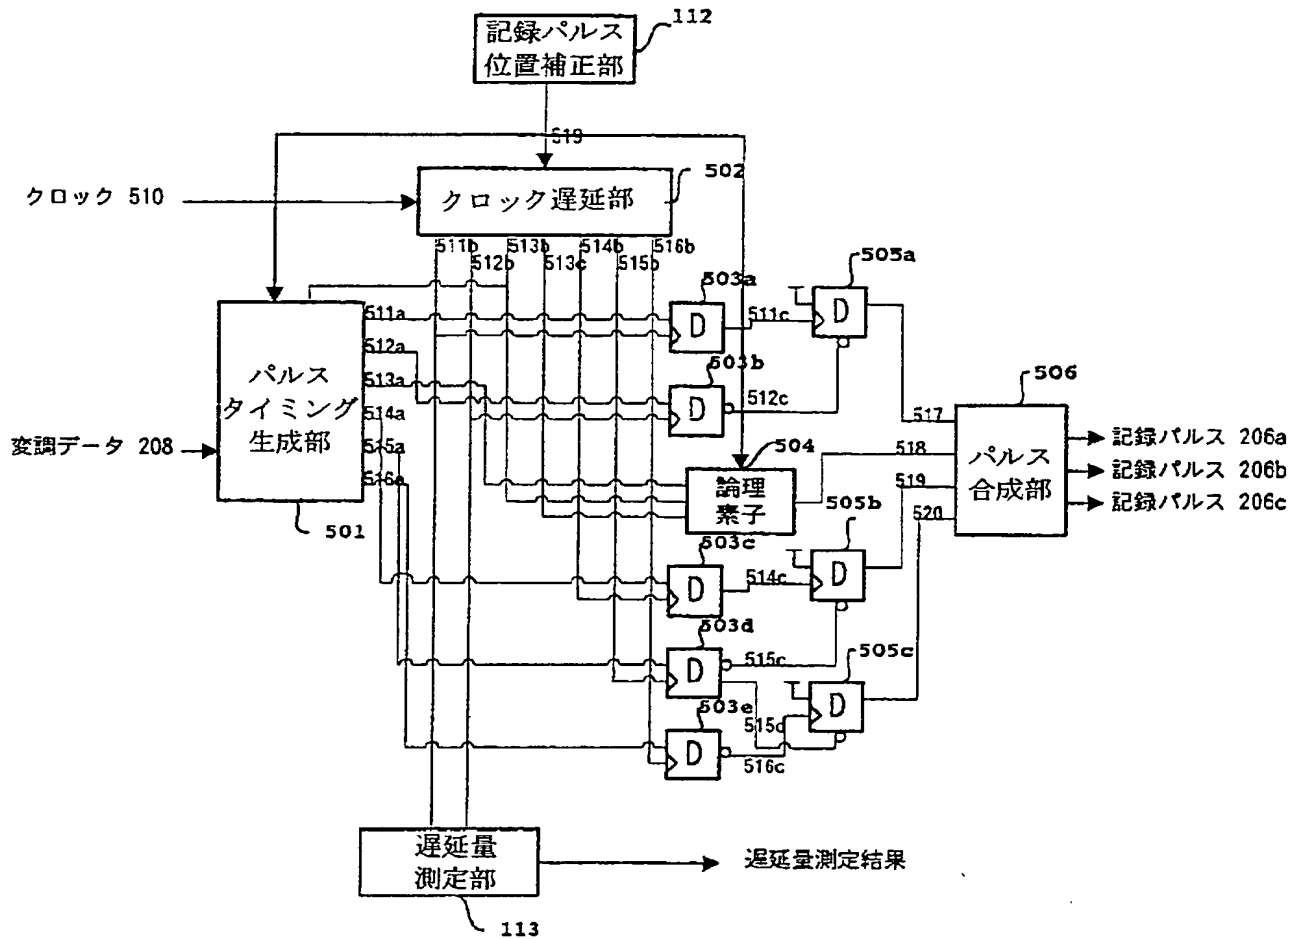 記録パルス
位置補正部
112
519
クロック 510
クロック遅延部
502
511b
513b
514b
516b
512b
513c
515b
503a
505a
D
D
511a
511c
512a
503b
パルス
タイミング
生成部
513a
D
512c
506
514a
517
変調データ 208
515a
504
518
パルス
合成部
記録パルス 206a
516a
論理
素子
519
記録パルス 206b
505b
520
記録パルス 206c
501
503c
D
514c
D
503d
D
515c
505c
D
503e
515d
D
516c
遅延量
測定部
遅延量測定結果
113